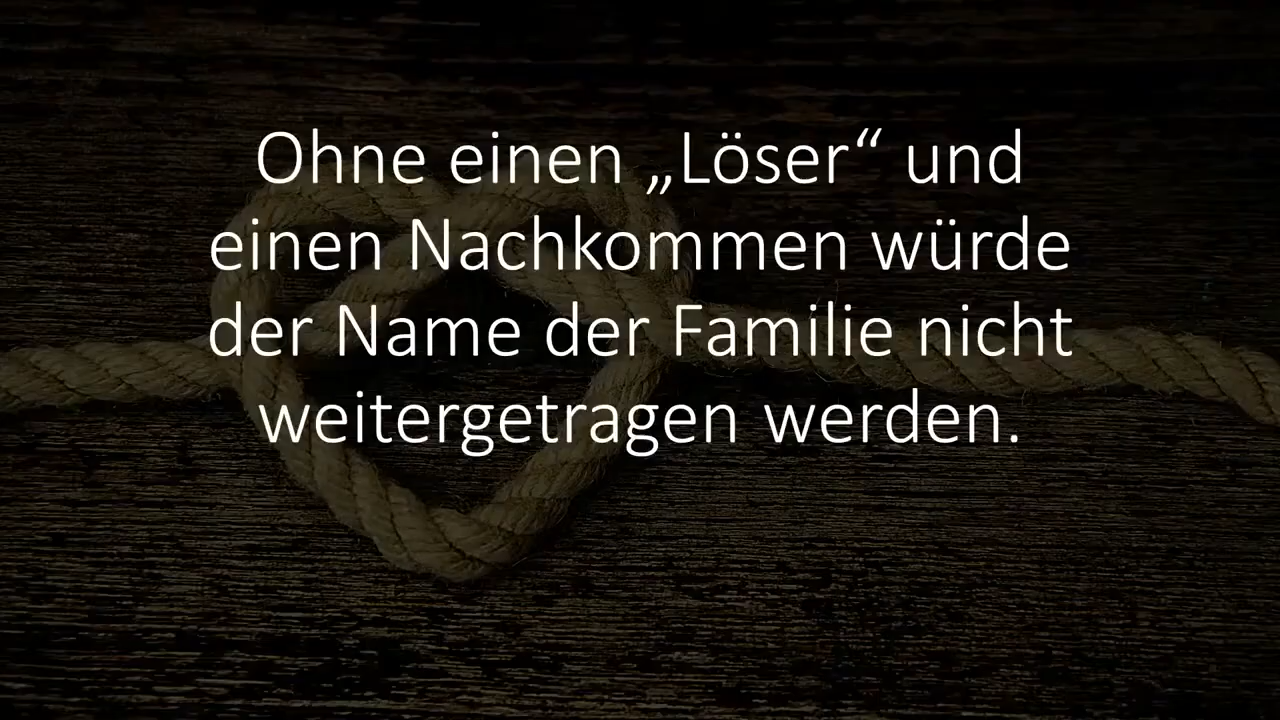 Ohne einen „Löser“ und
einen Nachkommen würde
der Name der Familie nicht
weitergetragen werden.